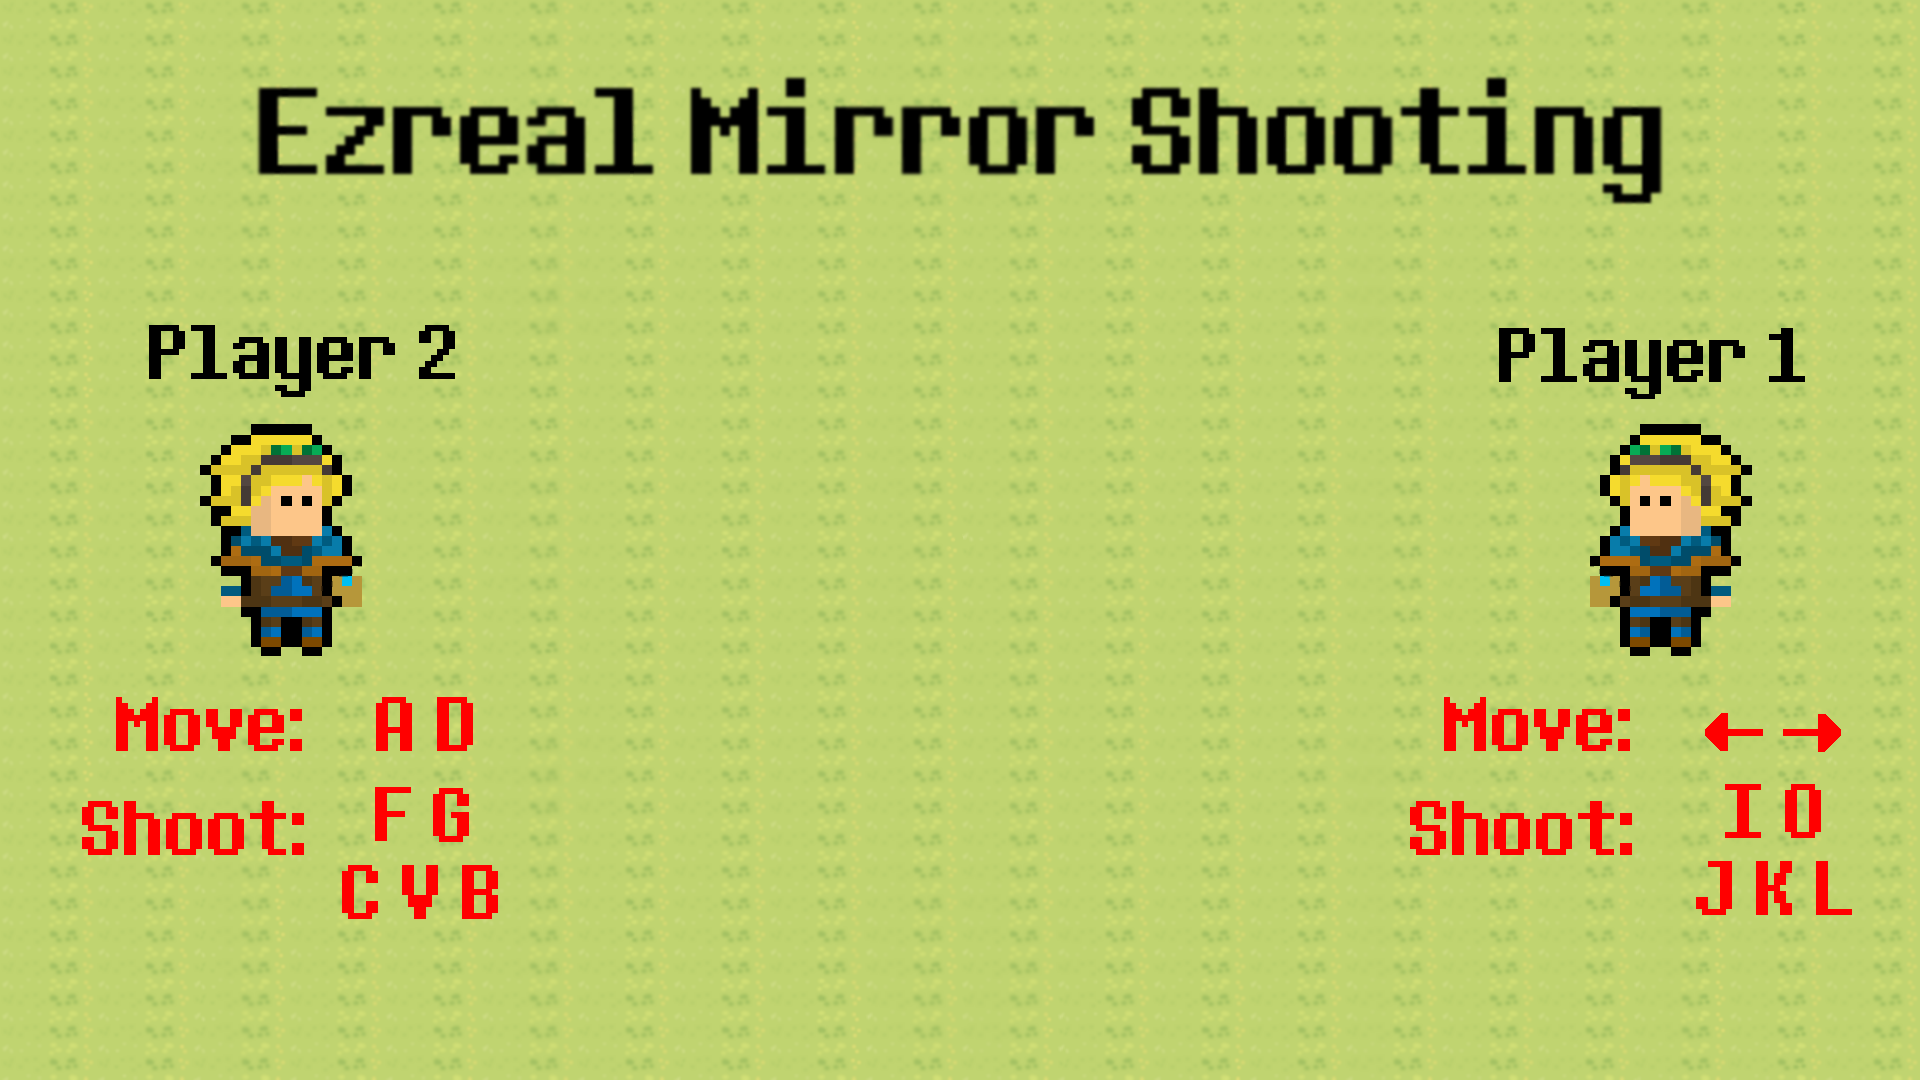 Ezreal Mirror Shooting
Player 2
Move: A D
Shoot: F G
C V B
Player 1
Move: ← →
Shoot: I O
J K L